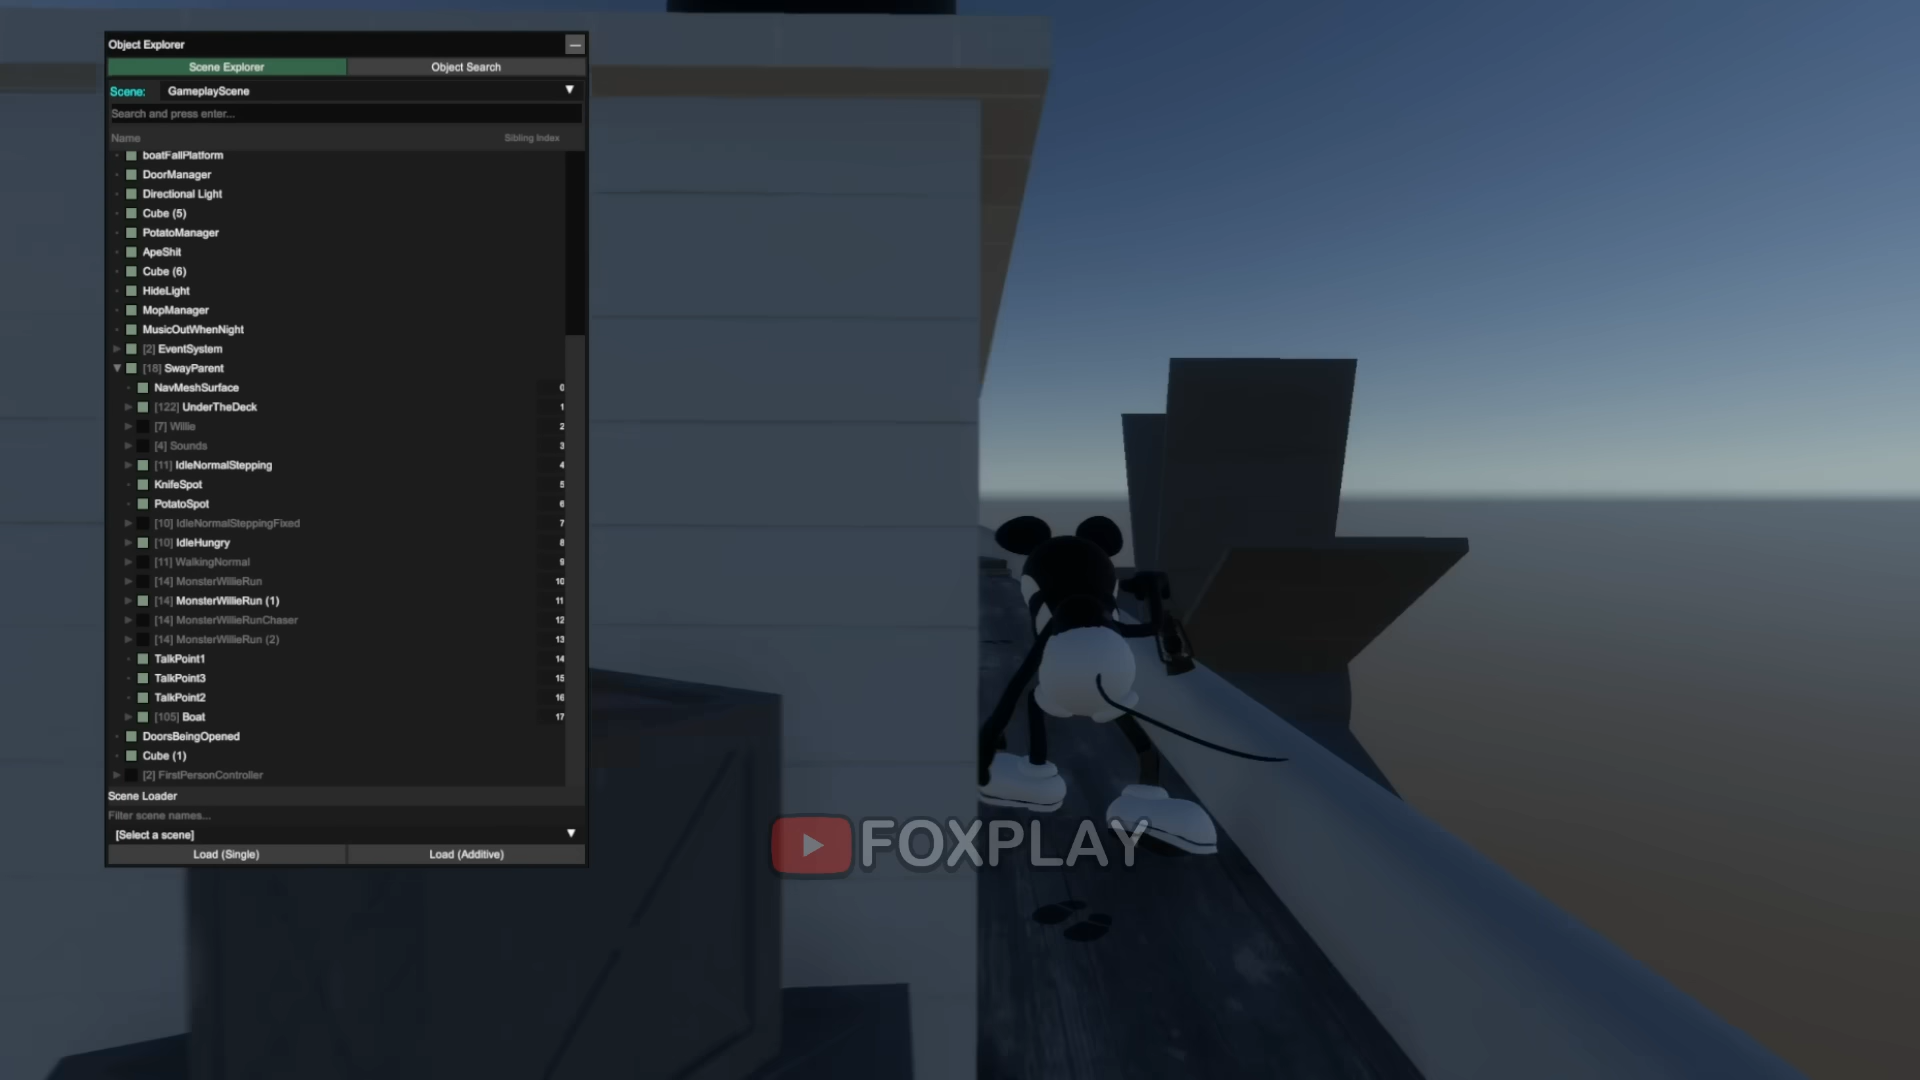 Object Explorer
Scene Explorer
Object Search
Scene:
GameplayScene
Search and press enter...
Name
Sibling Index
boatFallPlatform
DoorManager
Directional Light
Cube (5)
PotatoManager
ApeShit
Cube (6)
HideLight
MopManager
MusicOutWhenNight
[2] EventSystem
[18] SwayParent
NavMeshSurface 0
[122] UnderTheDeck 1
[7] Willie 2
[4] Sounds 3
[11] IdleNormalStepping 4
KnifeSpot 5
PotatoSpot 6
[10] IdleNormalSteppingFixed 7
[10] IdleHungry 8
[11] WalkingNormal 9
[14] MonsterWillieRun 10
[14] MonsterWillieRun (1) 11
[14] MonsterWillieRunChaser 12
[14] MonsterWillieRun (2) 13
TalkPoint1 14
TalkPoint3 15
TalkPoint2 16
[105] Boat 17
DoorsBeingOpened
Cube (1)
[2] FirstPersonController
Scene Loader
Filter scene names...
[Select a scene]
Load (Single)
Load (Additive)
FOXPLAY